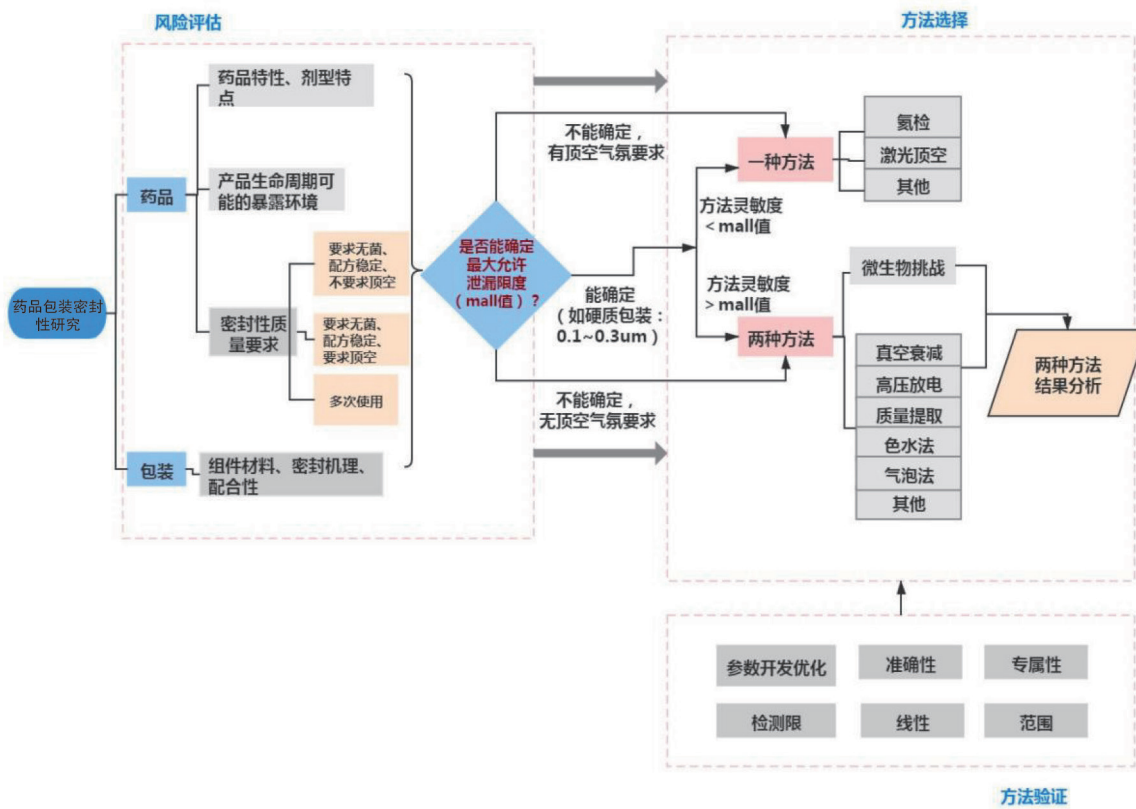 风险评估
药品包装密封
性研究
药品
药品特性、剂型特
点
产品生命周期可
能的暴露环境
密封性质
量要求
要求无菌、
配方稳定、
不要求顶空
要求无菌、
配方稳定、
要求顶空
多次使用
包装
组件材料、密封机理、
配合性
是否能确定
最大允许
泄漏限度
（mall值）？
不能确定，
有顶空气氛要求
能确定
（如硬质包装：
0.1~0.3um）
不能确定，
无顶空气氛要求
方法选择
方法灵敏度
＜mall值
方法灵敏度
＞mall值
一种方法
氦检
激光顶空
其他
两种方法
微生物挑战
真空衰减
高压放电
质量提取
色水法
气泡法
其他
两种方法
结果分析
参数开发优化
准确性
专属性
检测限
线性
范围
方法验证